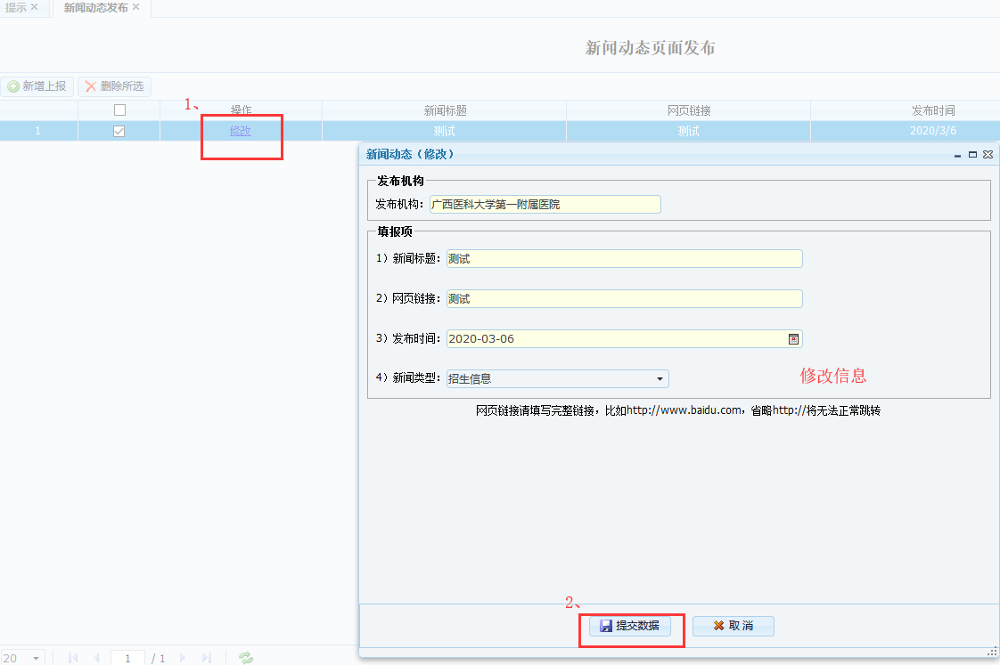 提示 新闻动态发布
新闻动态页面发布
新增上报 删除所选
1、
操作 新闻标题 网页链接 发布时间
1 修改 测试 测试 2020/3/6
新闻动态（修改）
发布机构
发布机构： 广西医科大学第一附属医院
填报项
1）新闻标题： 测试
2）网页链接： 测试
3）发布时间： 2020-03-06
4）新闻类型： 招生信息
修改信息
网页链接请填写完整链接，比如http://www.baidu.com，省略http://将无法正常跳转
2、
提交数据 取消
20 1 / 1